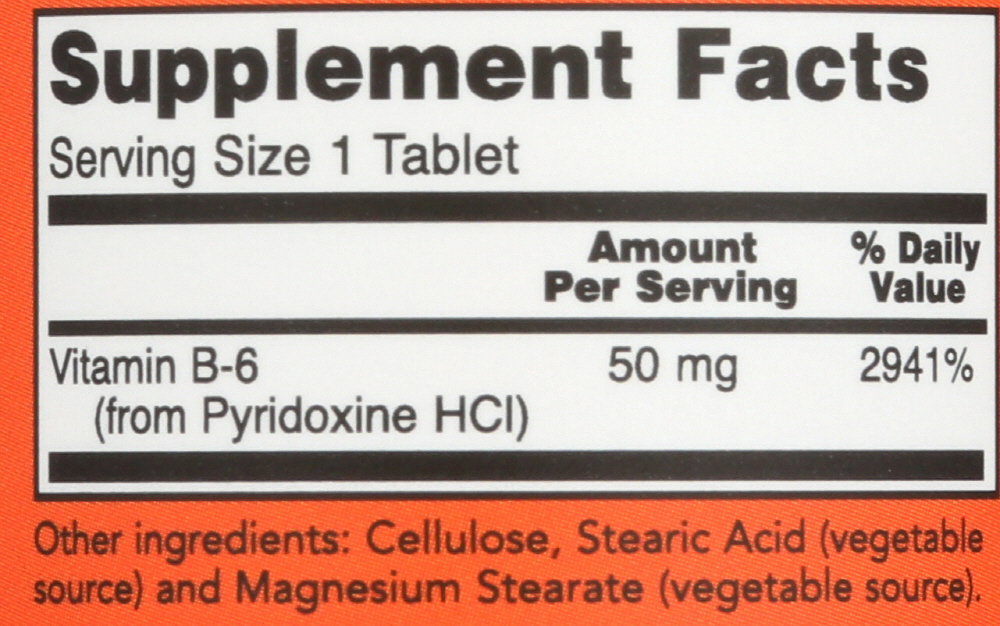 Supplement Facts
Serving Size 1 Tablet
Amount Per Serving
% Daily Value
Vitamin B-6 50 mg 2941%
(from Pyridoxine HCl)
Other ingredients: Cellulose, Stearic Acid (vegetable
source) and Magnesium Stearate (vegetable source).